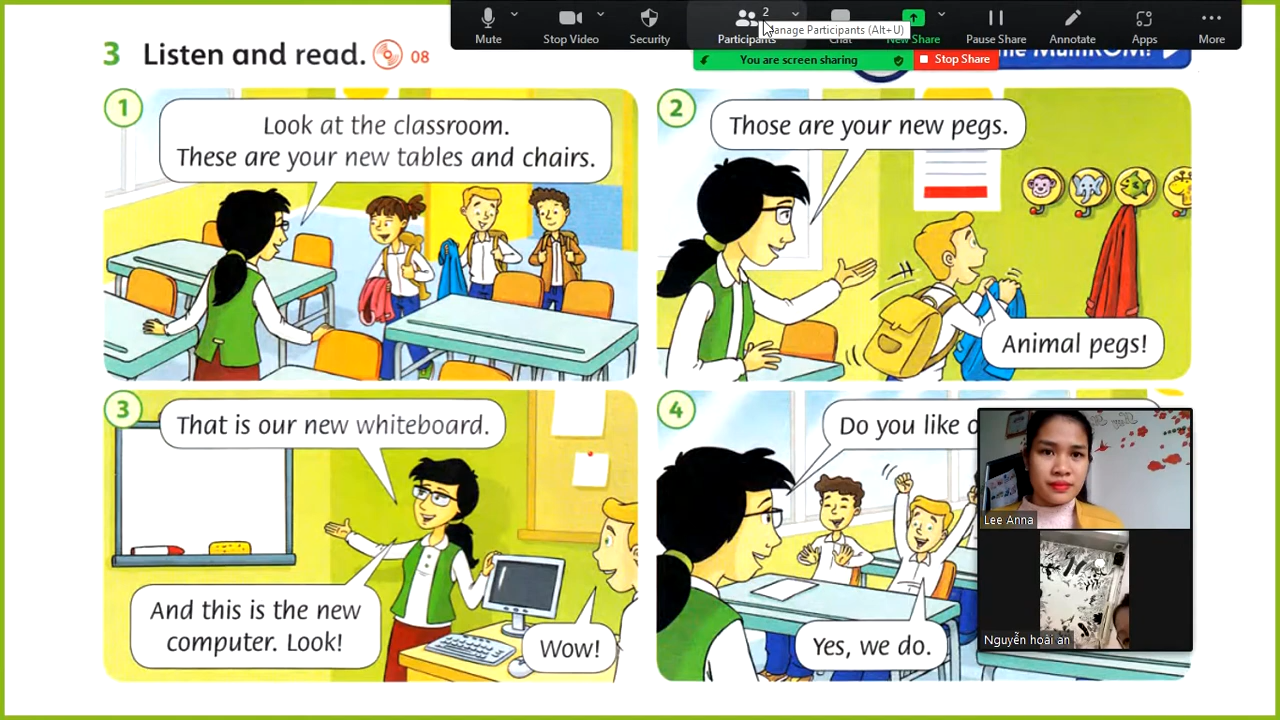 2
Mute
Stop Video
Security
Participants
Manage Participants (Alt+U)
Chat
New Share
Pause Share
Annotate
Apps
More
You are screen sharing
Stop Share
3 Listen and read. 08
1
Look at the classroom.
These are your new tables and chairs.
2
Those are your new pegs.
Animal pegs!
3
That is our new whiteboard.
And this is the new
computer. Look!
Wow!
4
Do you like
Yes, we do.
Lee Anna
Nguyễn hoài an